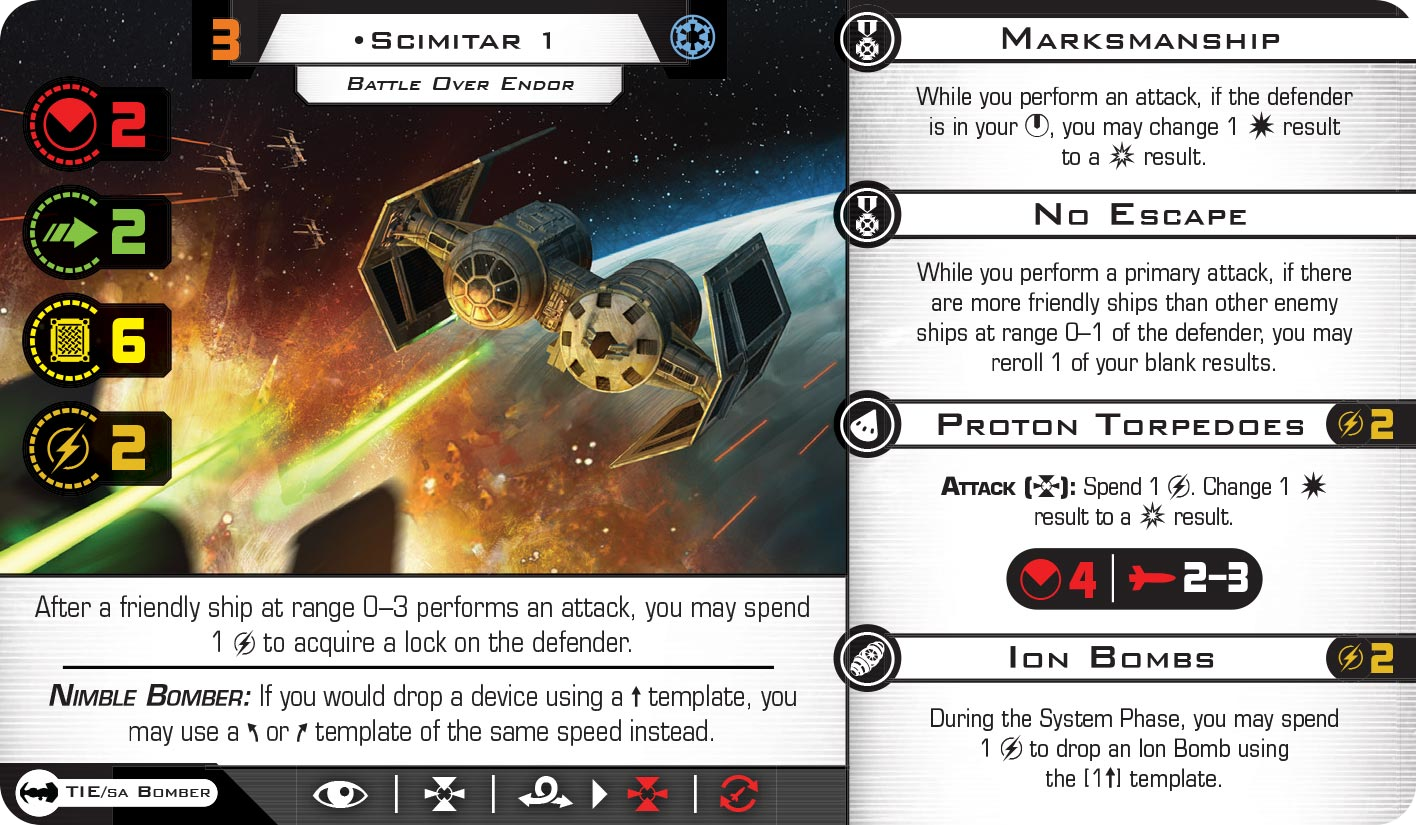 3
•Scimitar 1
Battle Over Endor
2
2
6
2
After a friendly ship at range 0–3 performs an attack, you may spend
1 to acquire a lock on the defender.
Nimble Bomber: If you would drop a device using a template, you
may use a or template of the same speed instead.
TIE/sa Bomber
Marksmanship
While you perform an attack, if the defender
is in your , you may change 1 result
to a result.
No Escape
While you perform a primary attack, if there
are more friendly ships than other enemy
ships at range 0–1 of the defender, you may
reroll 1 of your blank results.
Proton Torpedoes 2
Attack ( ): Spend 1 . Change 1
result to a result.
4 2–3
Ion Bombs 2
During the System Phase, you may spend
1 to drop an Ion Bomb using
the [1 ] template.